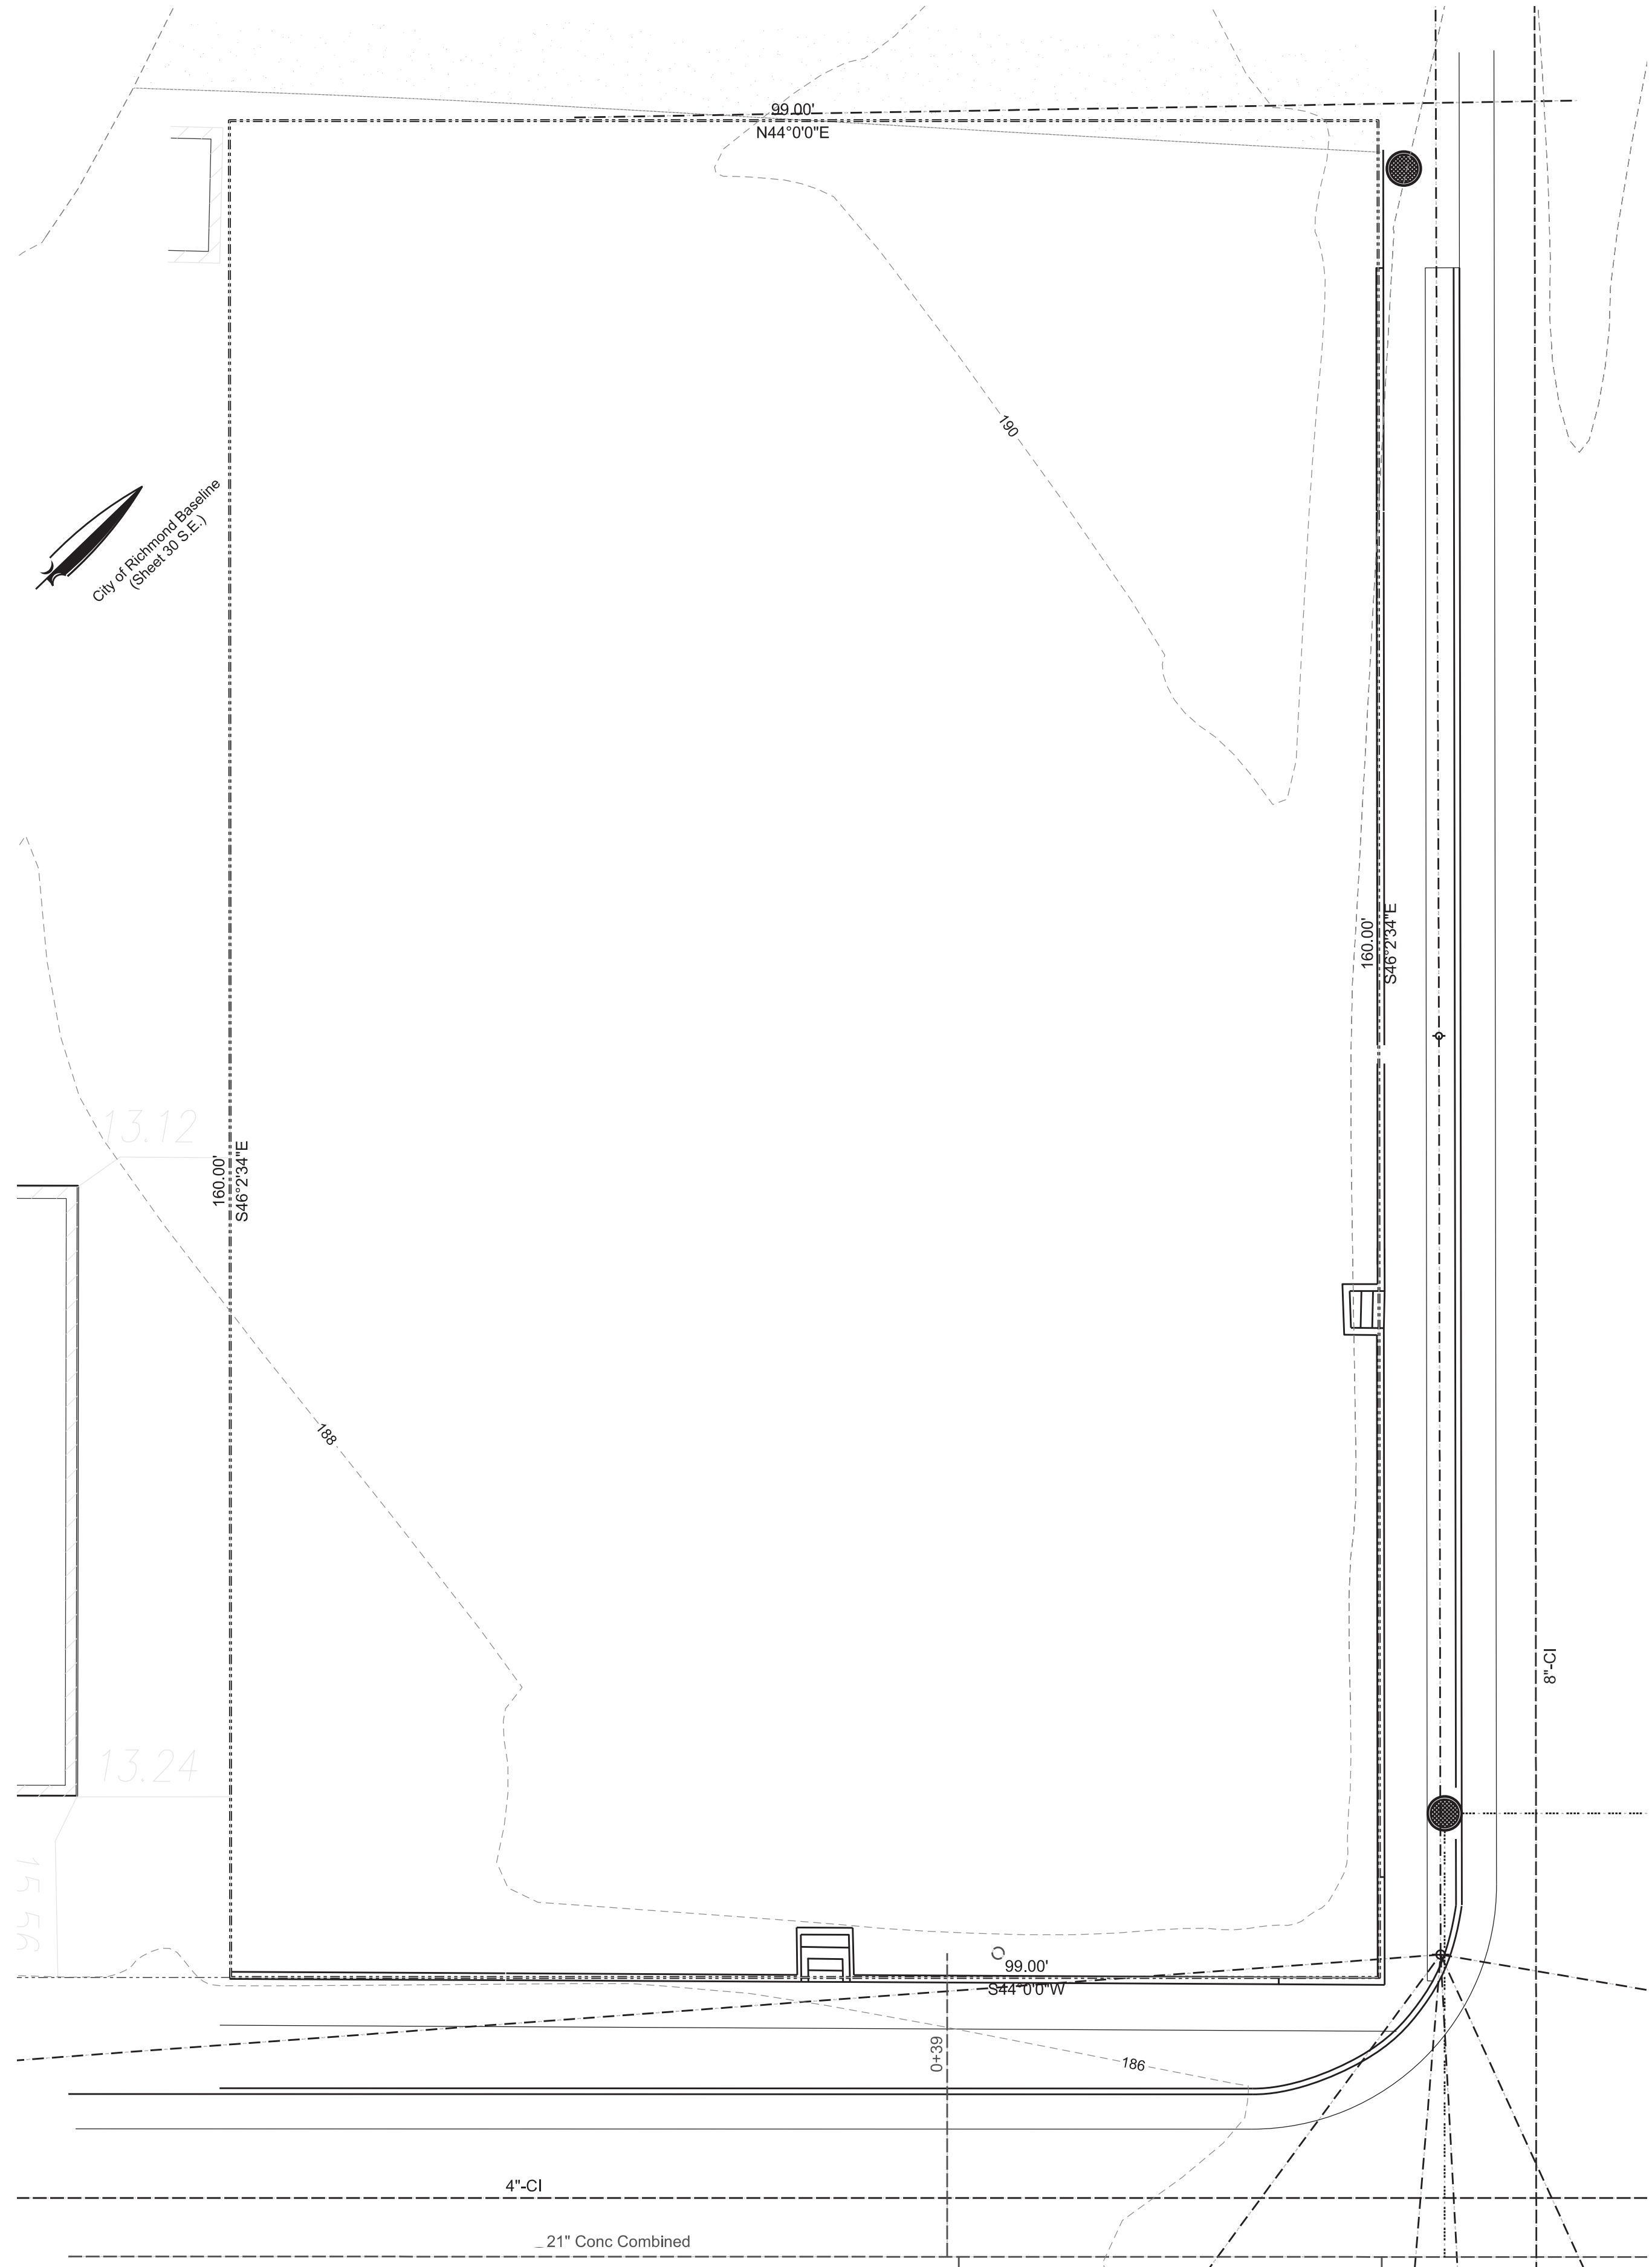 99.00'
N44°0'0"E
190
City of Richmond Baseline
(Sheet 30 S.E.)
160.00'
S46°2'34"E
13.12
160.00'
S46°2'34"E
188
8"-CI
13.24
15.56
99.00'
S44°0'0"W
0+39
186
4"-CI
21" Conc Combined